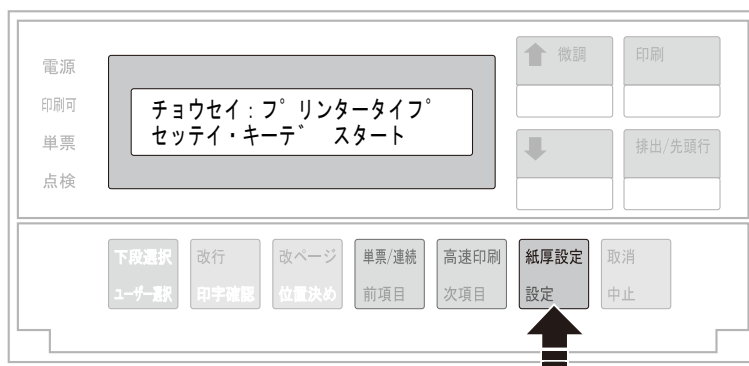 電源
印刷可
単票
点検
チョウセイ：プ リンタータイプ
セッテイ・キーデ スタート
微調
印刷
排出/先頭行
下段選択
ユーザー選択
改行
印字確認
改ページ
位置決め
単票/連続
前項目
高速印刷
次項目
紙厚設定
設定
取消
中止